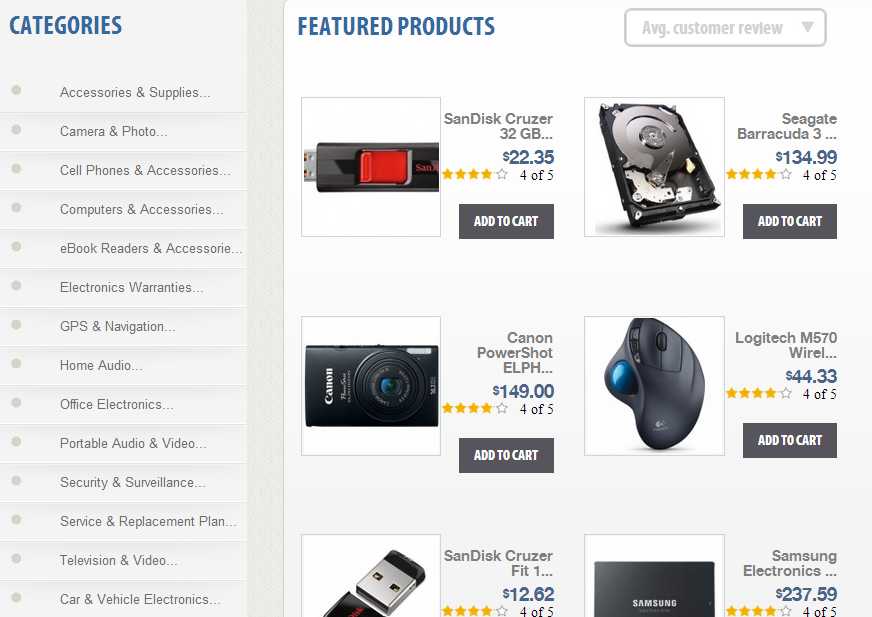 CATEGORIES
Accessories & Supplies...
Camera & Photo...
Cell Phones & Accessories...
Computers & Accessories...
eBook Readers & Accessorie...
Electronics Warranties...
GPS & Navigation...
Home Audio...
Office Electronics...
Portable Audio & Video...
Security & Surveillance...
Service & Replacement Plan...
Television & Video...
Car & Vehicle Electronics...
FEATURED PRODUCTS
Avg. customer review
SanDisk Cruzer
32 GB...
$22.35
4 of 5
ADD TO CART
Seagate
Barracuda 3 ...
$134.99
4 of 5
ADD TO CART
Canon
Canon
PowerShot
ELPH...
$149.00
4 of 5
ADD TO CART
Logitech M570
Wirel...
$44.33
4 of 5
ADD TO CART
SanDisk Cruzer
Fit 1...
$12.62
4 of 5
SAMSUNG
Samsung
Electronics ...
$237.59
4 of 5